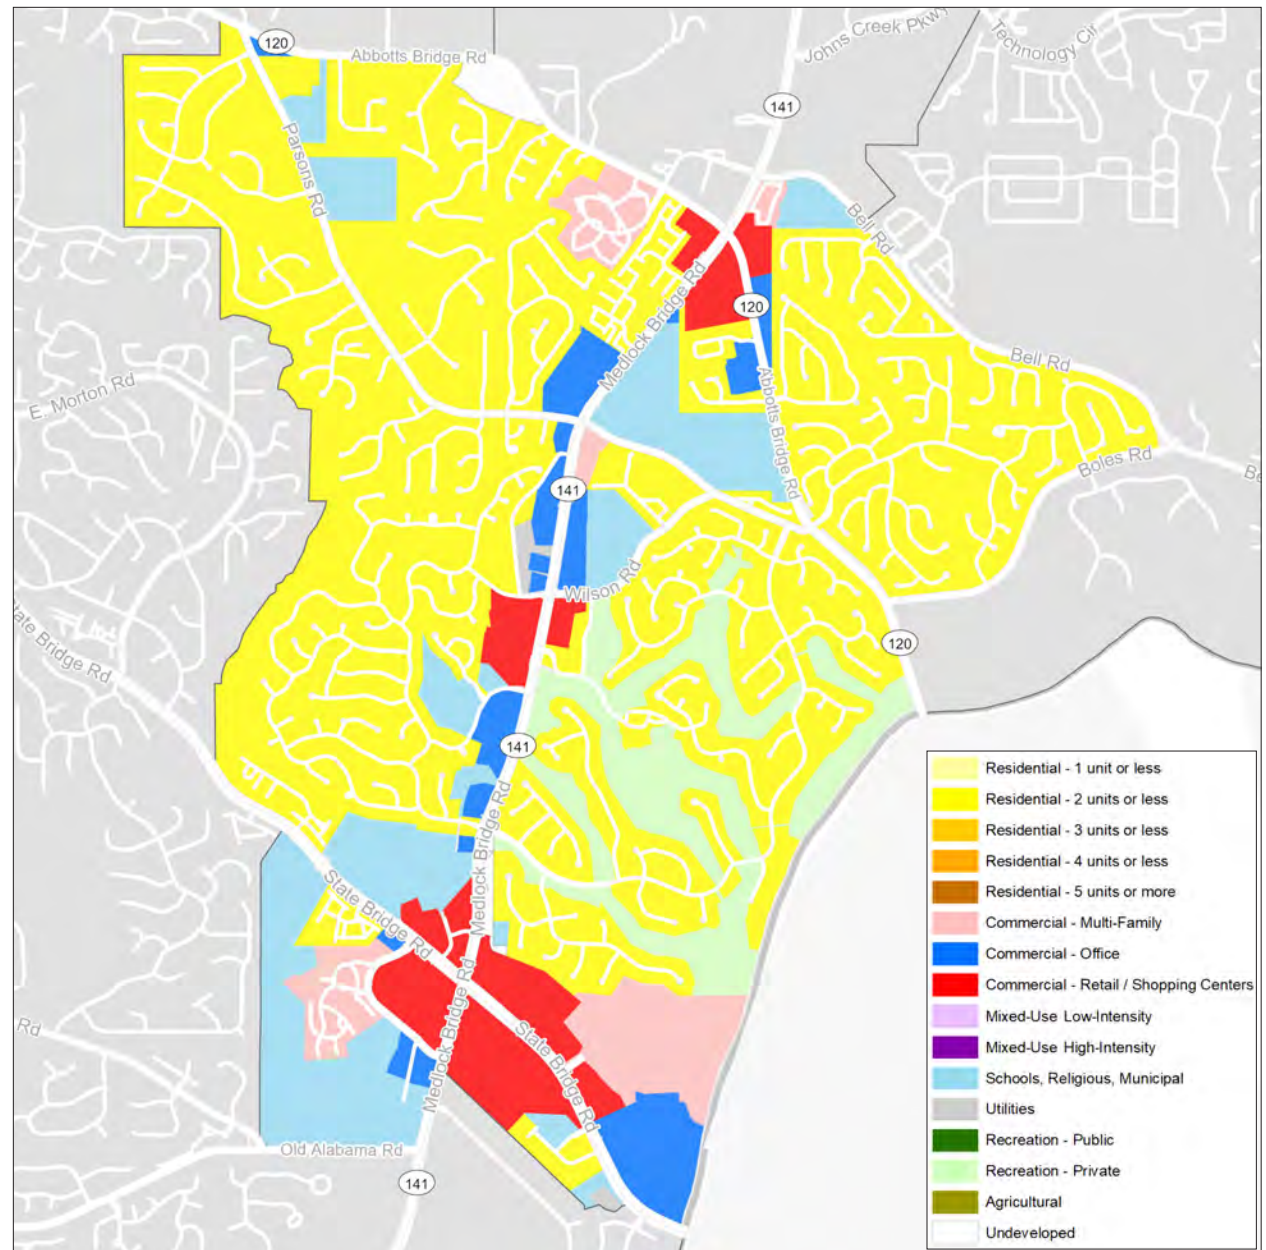 120
Abbotts Bridge Rd
Johns Creek Pkwy
Technology Cir
141
Parsons Rd
Bell Rd
Medlock Bridge Rd
120
Bell Rd
E. Morton Rd
Abbotts Bridge Rd
Boles Rd
141
Wilson Rd
State Bridge Rd
120
141
Medlock Bridge Rd
State Bridge Rd
Medlock Bridge Rd
Rd
State Bridge Rd
Old Alabama Rd
141
Residential - 1 unit or less
Residential - 2 units or less
Residential - 3 units or less
Residential - 4 units or less
Residential - 5 units or more
Commercial - Multi-Family
Commercial - Office
Commercial - Retail / Shopping Centers
Mixed-Use Low-Intensity
Mixed-Use High-Intensity
Schools, Religious, Municipal
Utilities
Recreation - Public
Recreation - Private
Agricultural
Undeveloped